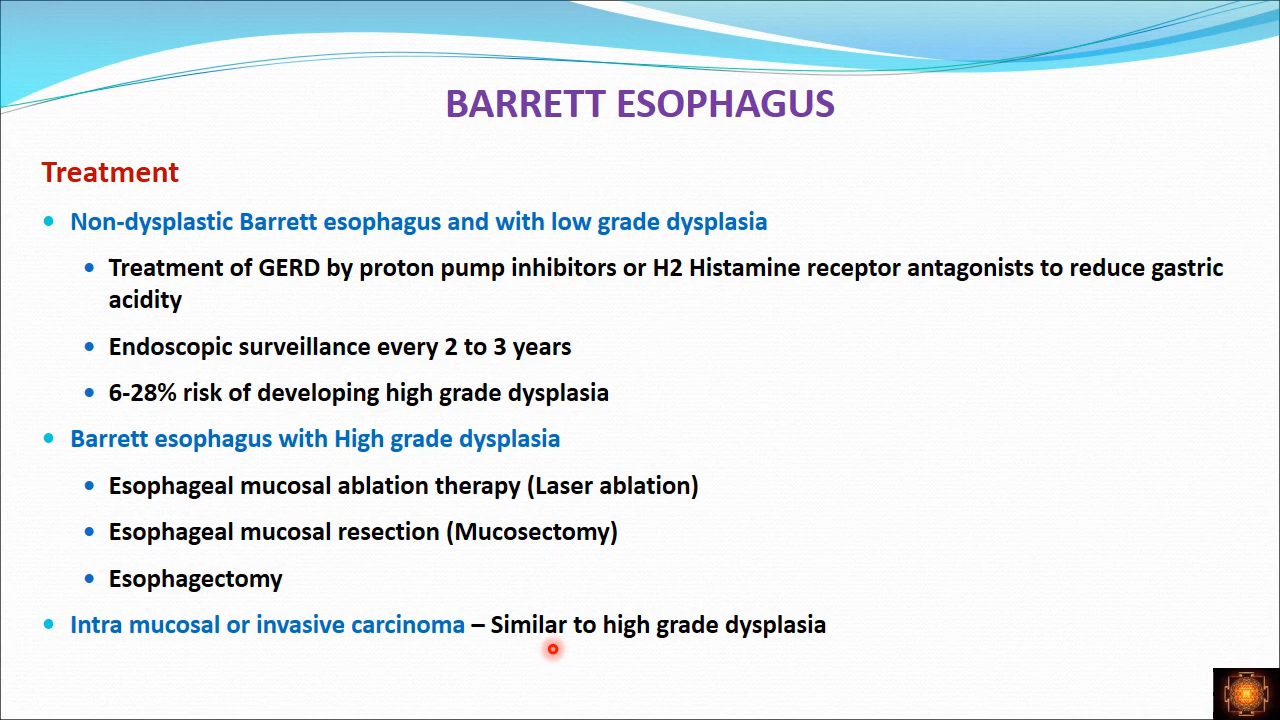 BARRETT ESOPHAGUS
Treatment
Non-dysplastic Barrett esophagus and with low grade dysplasia
Treatment of GERD by proton pump inhibitors or H2 Histamine receptor antagonists to reduce gastric
acidity
Endoscopic surveillance every 2 to 3 years
6-28% risk of developing high grade dysplasia
Barrett esophagus with High grade dysplasia
Esophageal mucosal ablation therapy (Laser ablation)
Esophageal mucosal resection (Mucosectomy)
Esophagectomy
Intra mucosal or invasive carcinoma – Similar to high grade dysplasia